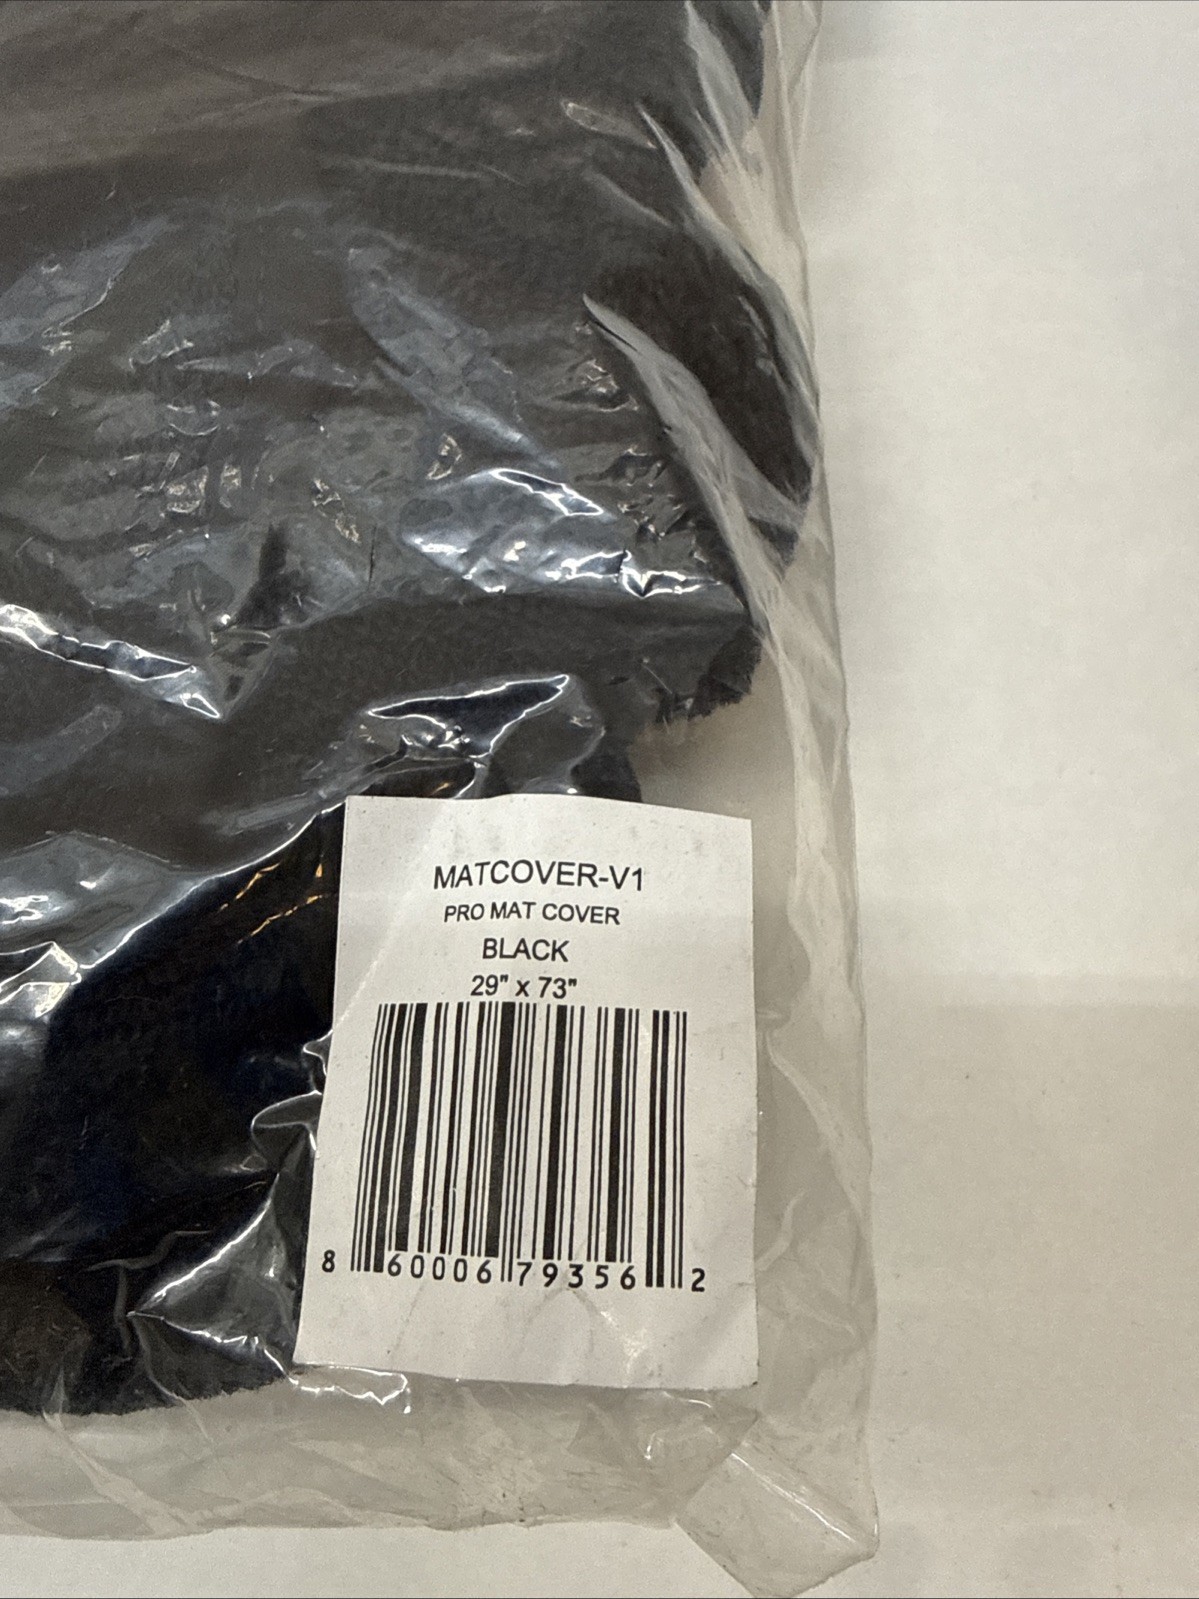 MATCOVER-V1
PRO MAT COVER
BLACK
29" x 73"
8 60006 79356 2